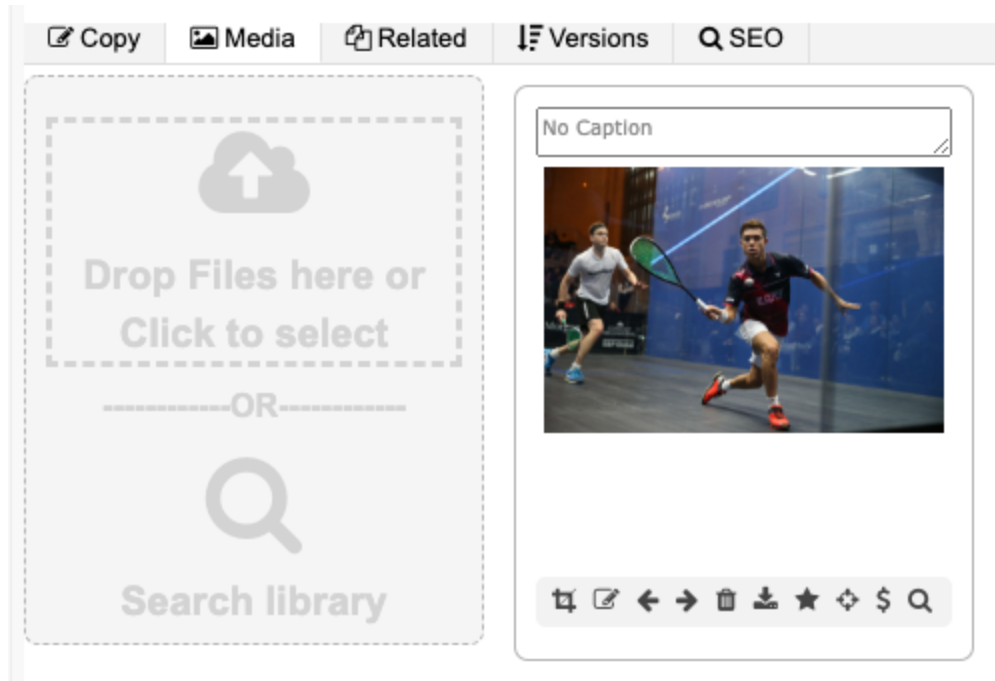 Copy
Media
Related
Versions
SEO
Drop Files here or
Click to select
------------OR------------
Search library
No Caption
$